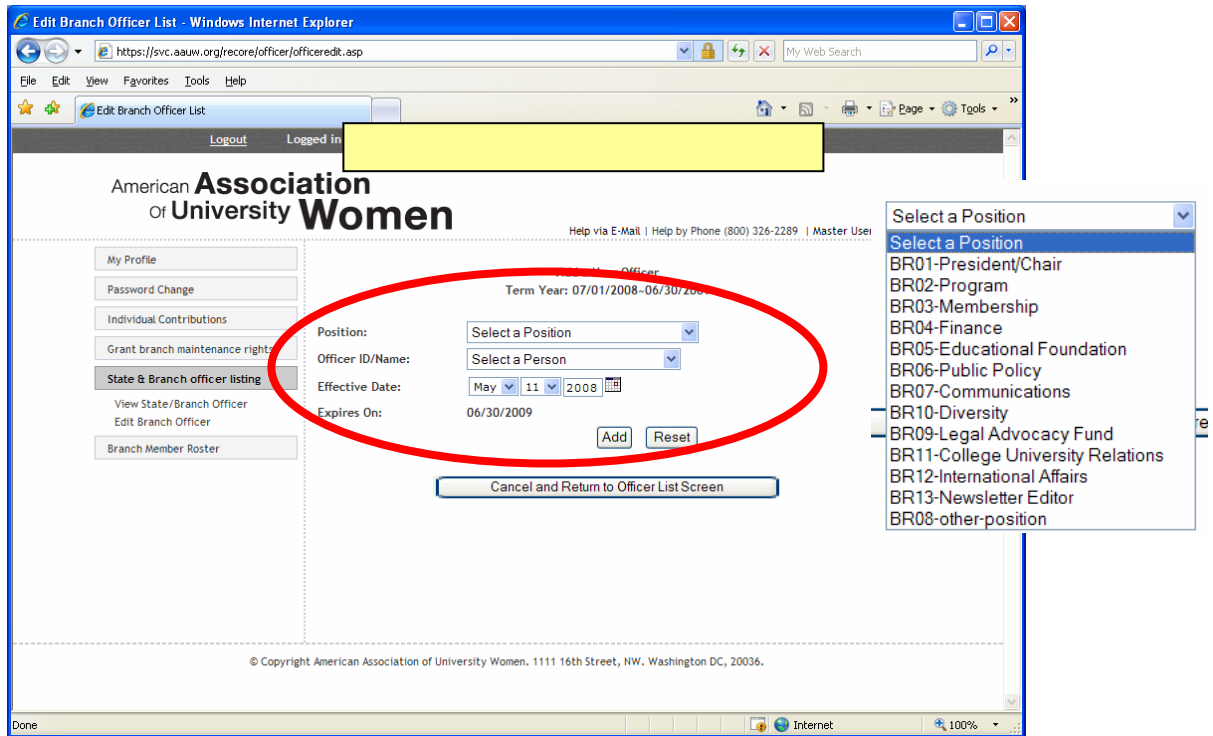 Edit Branch Officer List - Windows Internet Explorer
https://svc.aauw.org/recore/officer/officeredit.asp
My Web Search
File Edit View Favorites Tools Help
Edit Branch Officer List
Page Tools
Logout Logged in
American Association
Of University Women
Help via E-Mail | Help by Phone (800) 326-2289 | Master User
My Profile
Password Change
Individual Contributions
Grant branch maintenance rights
State & Branch officer listing
View State/Branch Officer
Edit Branch Officer
Branch Member Roster
Officer
Term Year: 07/01/2008~06/30/
Position: Select a Position
Officer ID/Name: Select a Person
Effective Date: May 11 2008
Expires On: 06/30/2009
Add Reset
Cancel and Return to Officer List Screen
Select a Position
Select a Position
BR01-President/Chair
BR02-Program
BR03-Membership
BR04-Finance
BR05-Educational Foundation
BR06-Public Policy
BR07-Communications
BR10-Diversity
BR09-Legal Advocacy Fund
BR11-College University Relations
BR12-International Affairs
BR13-Newsletter Editor
BR08-other-position
re
© Copyright American Association of University Women. 1111 16th Street, NW. Washington DC, 20036.
Done Internet 100%